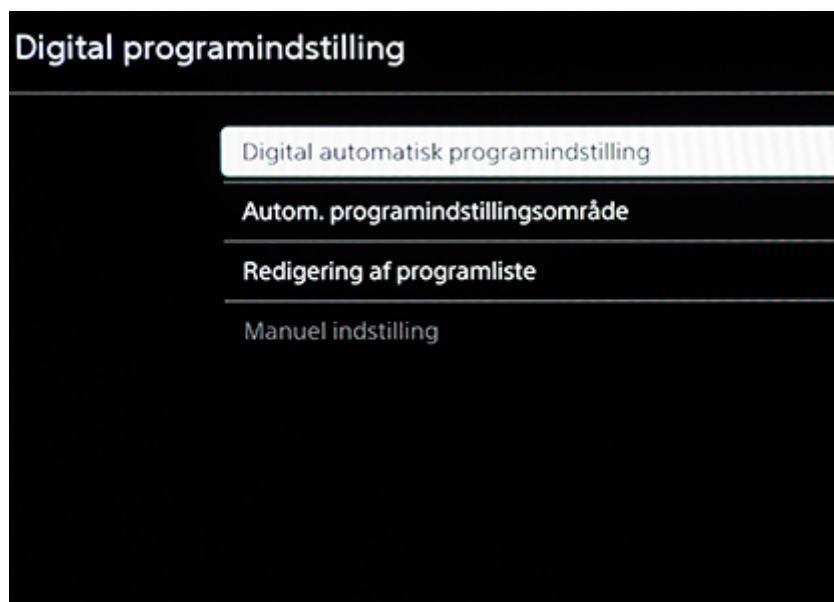 Digital programindstilling
Digital automatisk programindstilling
Autom. programindstillingsområde
Redigering af programliste
Manuel indstilling